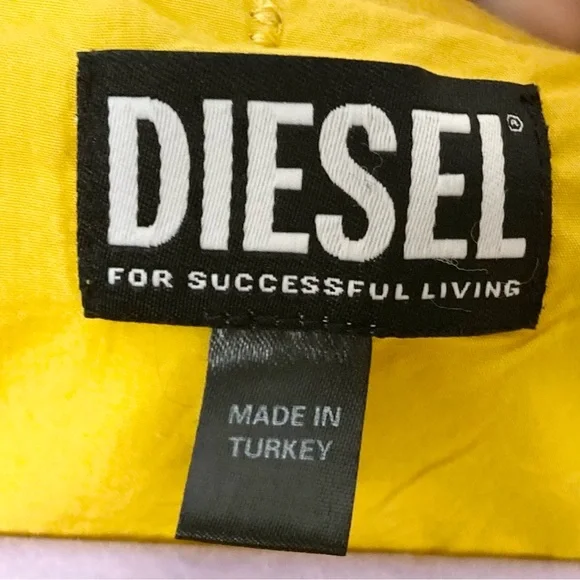 DIESEL®
FOR SUCCESSFUL LIVING
MADE IN
TURKEY